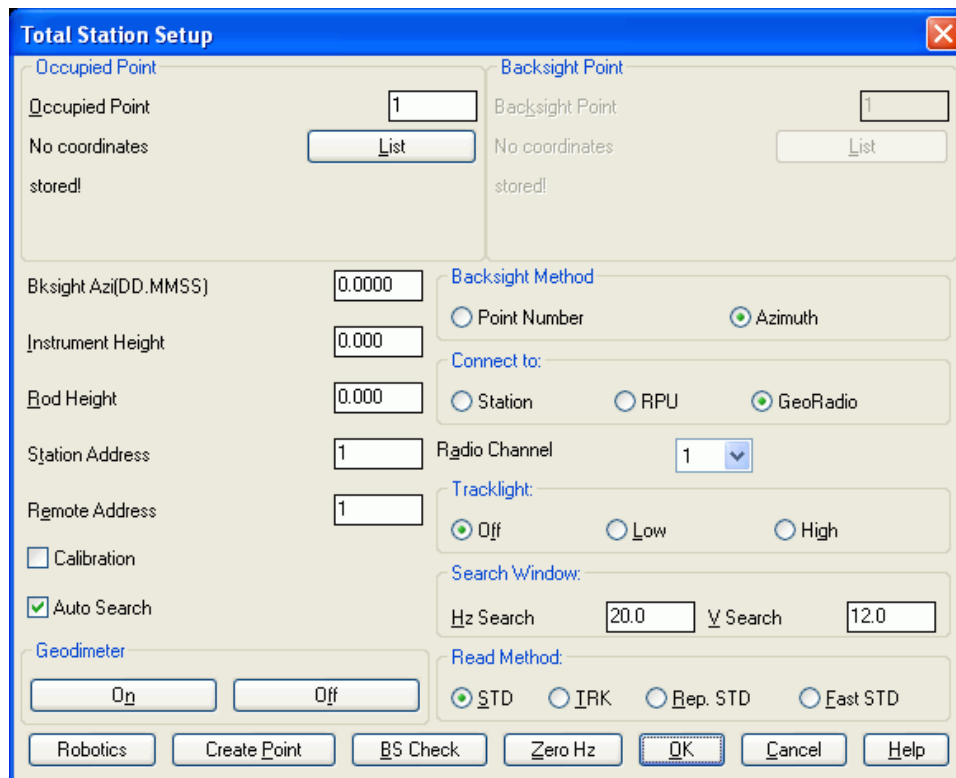 Total Station Setup
Occupied Point
Occupied Point 1
No coordinates List
stored!
Backsight Point
Backsight Point 1
No coordinates List
stored!
Bksight Azi(DD.MMSS) 0.0000
Instrument Height 0.000
Rod Height 0.000
Station Address 1
Remote Address 1
Calibration
Auto Search
Geodimeter
On Off
Backsight Method
Point Number Azimuth
Connect to:
Station RPU GeoRadio
Radio Channel 1
Tracklight:
Off Low High
Search Window:
Hz Search 20.0 V Search 12.0
Read Method:
STD TRK Rep. STD Fast STD
Robotics Create Point BS Check Zero Hz OK Cancel Help